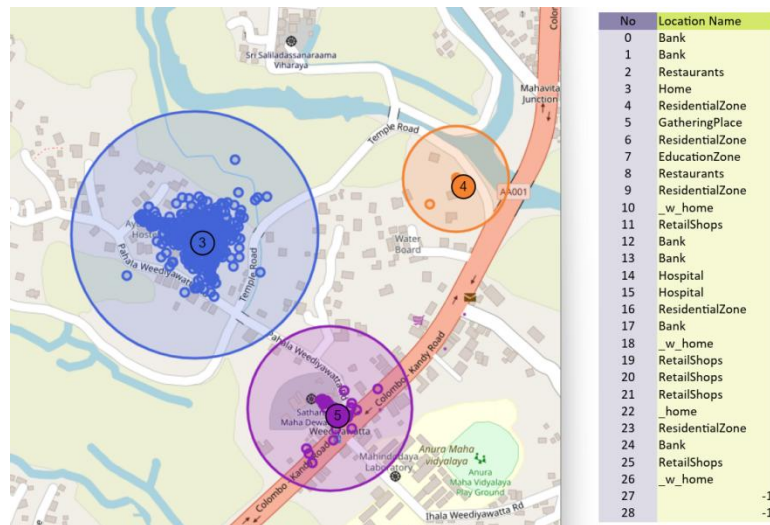 Sri Saliladassanaraama
Viharaya
Mahavita
Junction
Temple Road
4
AA001
3
Pahala Weediyawatta
Temple Road
Water
Board
Pahala Weediyawatta Rd
5
Maha Dewa
Weediyawatta
Colombo - Kandy Road
Colombo - Kandy Road
Mahindadaya
Laboratory
Anura Maha
vidyalaya
Anura
Maha Vidyalaya
Play Ground
Ihala Weediyawatta Rd
No Location Name
0 Bank
1 Bank
2 Restaurants
3 Home
4 ResidentialZone
5 GatheringPlace
6 ResidentialZone
7 EducationZone
8 Restaurants
9 ResidentialZone
10 _w_home
11 RetailShops
12 Bank
13 Bank
14 Hospital
15 Hospital
16 ResidentialZone
17 Bank
18 _w_home
19 RetailShops
20 RetailShops
21 RetailShops
22 _home
23 ResidentialZone
24 Bank
25 RetailShops
26 _w_home
27 -1
28 -1